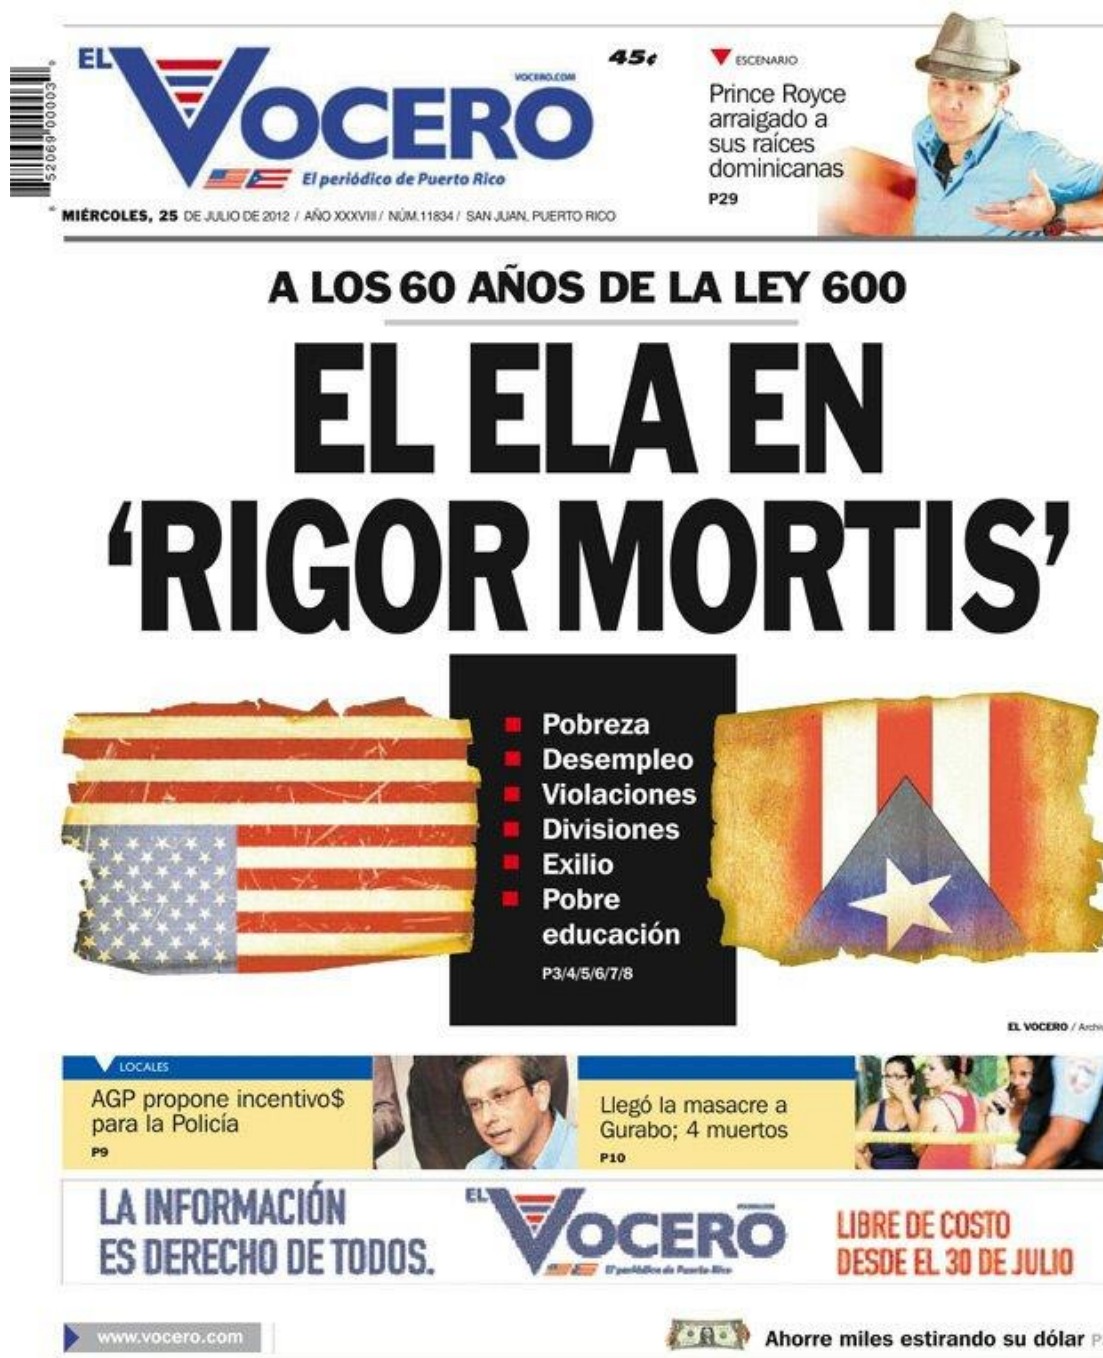 EL VOCERO
VOCERO.COM
El periódico de Puerto Rico
45¢
ESCENARIO
Prince Royce
arraigado a
sus raíces
dominicanas
P29
MIÉRCOLES, 25 DE JULIO DE 2012 / AÑO XXXVIII / NÚM.11834 / SAN JUAN, PUERTO RICO
A LOS 60 AÑOS DE LA LEY 600
EL ELA EN
‘RIGOR MORTIS’
Pobreza
Desempleo
Violaciones
Divisiones
Exilio
Pobre
educación
P3/4/5/6/7/8
EL VOCERO /
LOCALES
AGP propone incentivo$
para la Policía
P9
Llegó la masacre a
Gurabo; 4 muertos
P10
LA INFORMACIÓN
ES DERECHO DE TODOS.
EL VOCERO
El periódico de Puerto Rico
LIBRE DE COSTO
DESDE EL 30 DE JULIO
www.vocero.com
Ahorre miles estirando su dólar